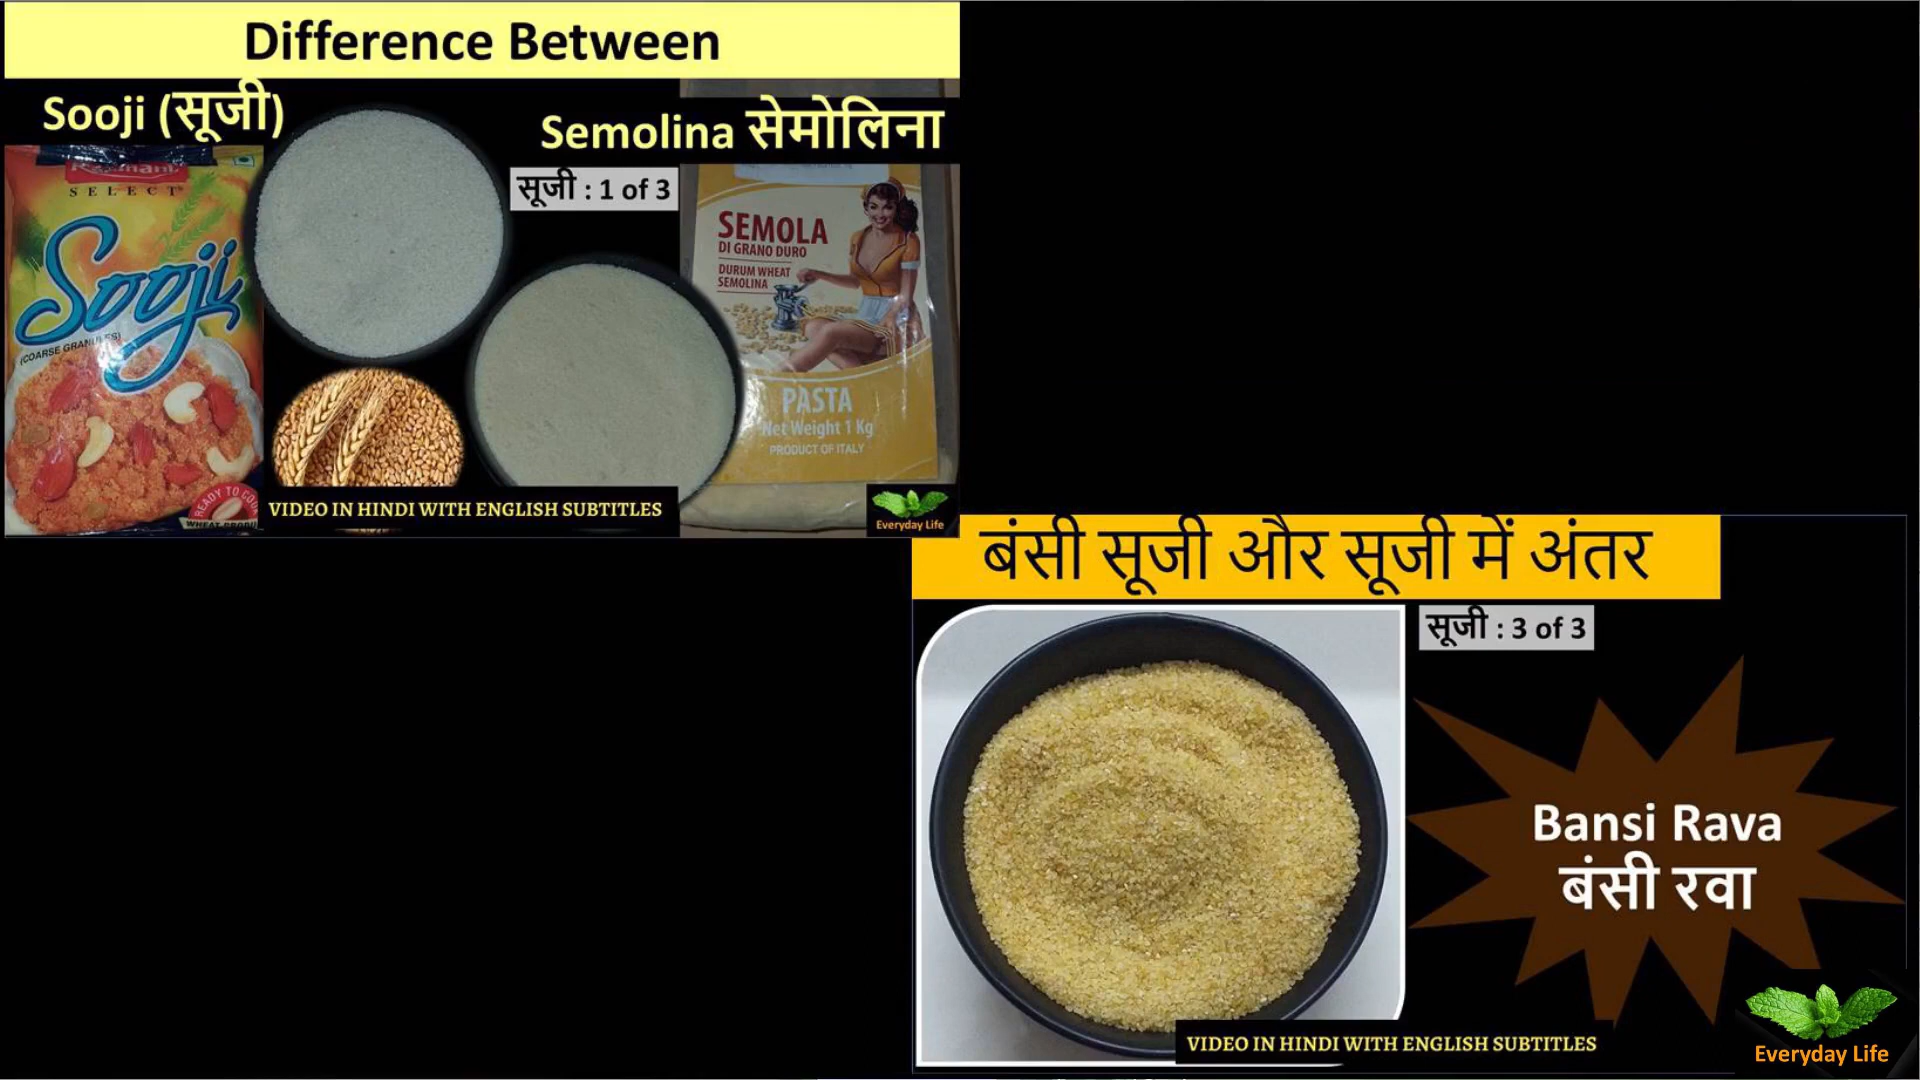 Difference Between
Sooji (सूजी)
Semolina सेमोलिना
सूजी : 1 of 3
SELECT
Sooji
(COARSE GRANULES)
READY TO
SEMOLA
DI GRANO DURO
DURUM WHEAT
SEMOLINA
PASTA
Net Weight 1 Kg
PRODUCT OF ITALY
VIDEO IN HINDI WITH ENGLISH SUBTITLES
Everyday Life
बंसी सूजी और सूजी में अंतर
सूजी : 3 of 3
Bansi Rava
बंसी रवा
VIDEO IN HINDI WITH ENGLISH SUBTITLES
Everyday Life